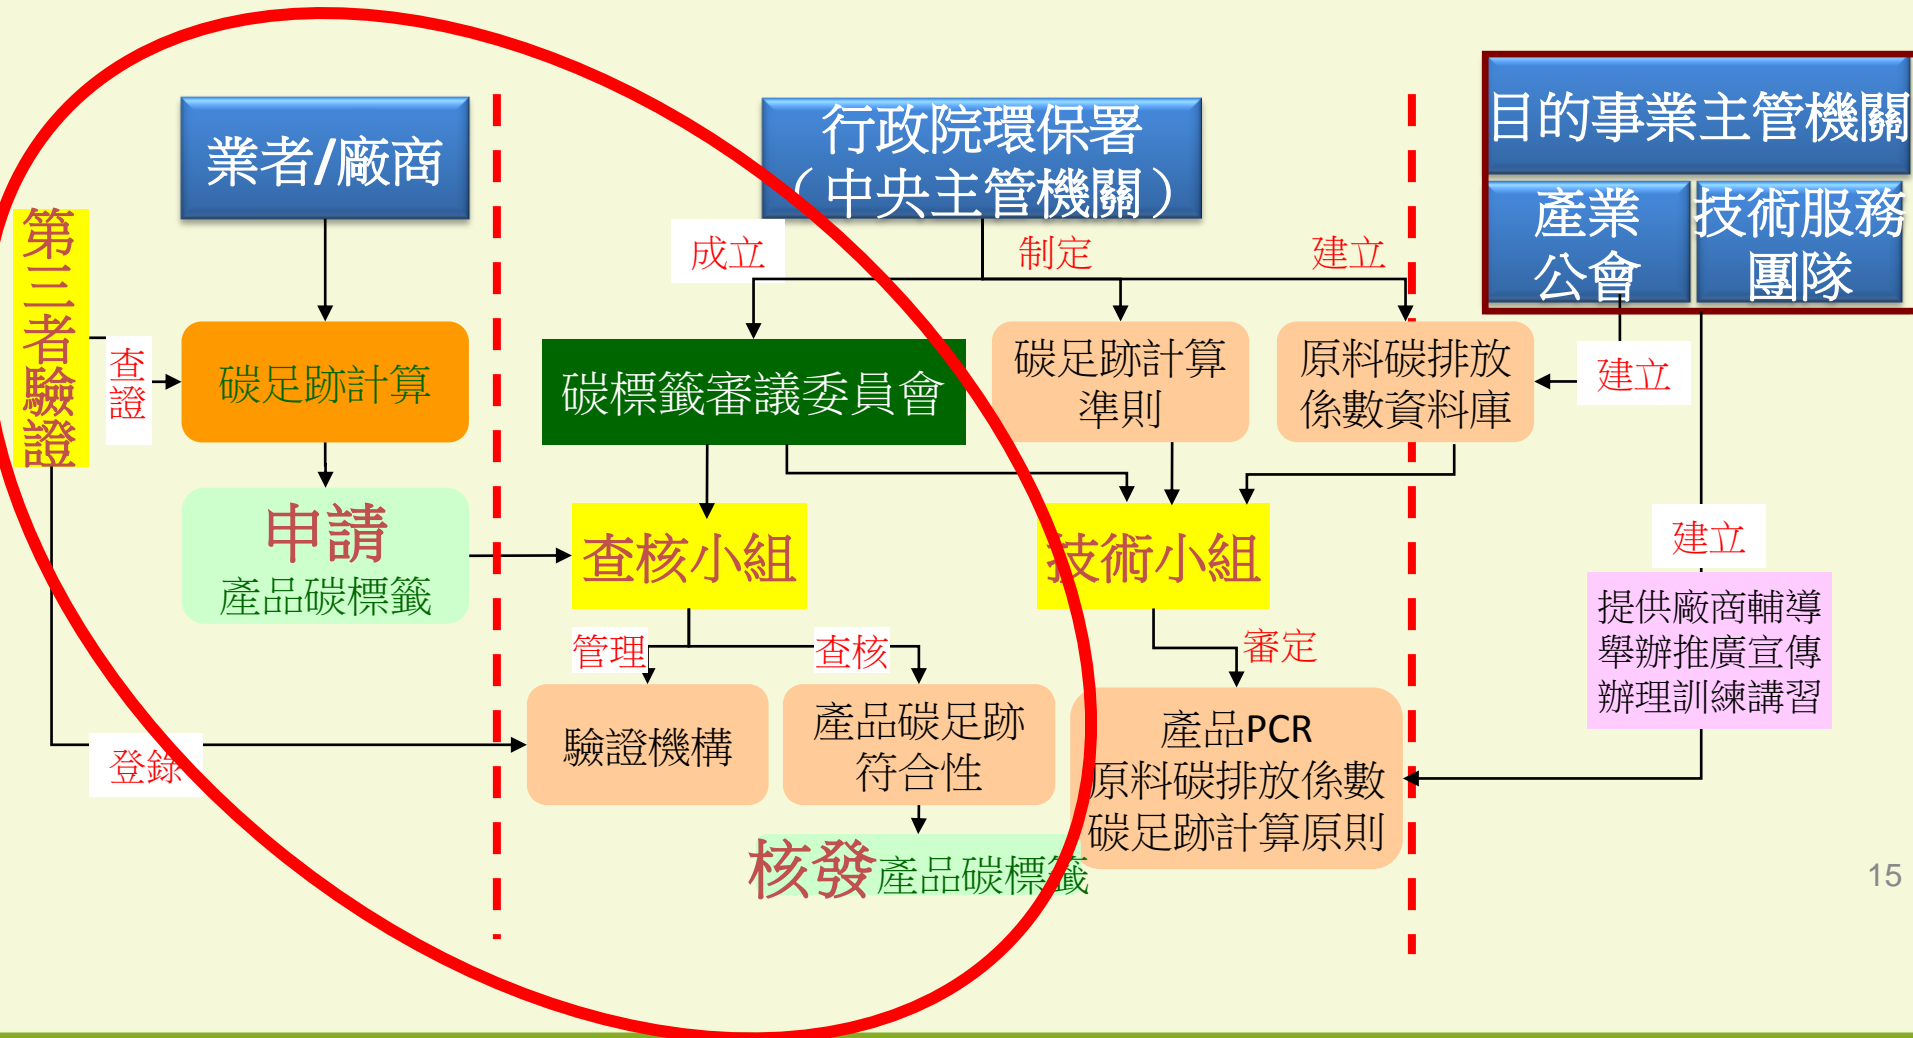 業者/廠商
行政院環保署
（中央主管機關）
目的事業主管機關
產業
公會
技術服務
團隊
第三者驗證
成立
制定
建立
查證
碳足跡計算
碳標籤審議委員會
碳足跡計算
準則
原料碳排放
係數資料庫
建立
申請
產品碳標籤
查核小組
技術小組
建立
管理
查核
審定
提供廠商輔導
舉辦推廣宣傳
辦理訓練講習
登錄
驗證機構
產品碳足跡
符合性
產品PCR
原料碳排放係數
碳足跡計算原則
核發產品碳標籤
15